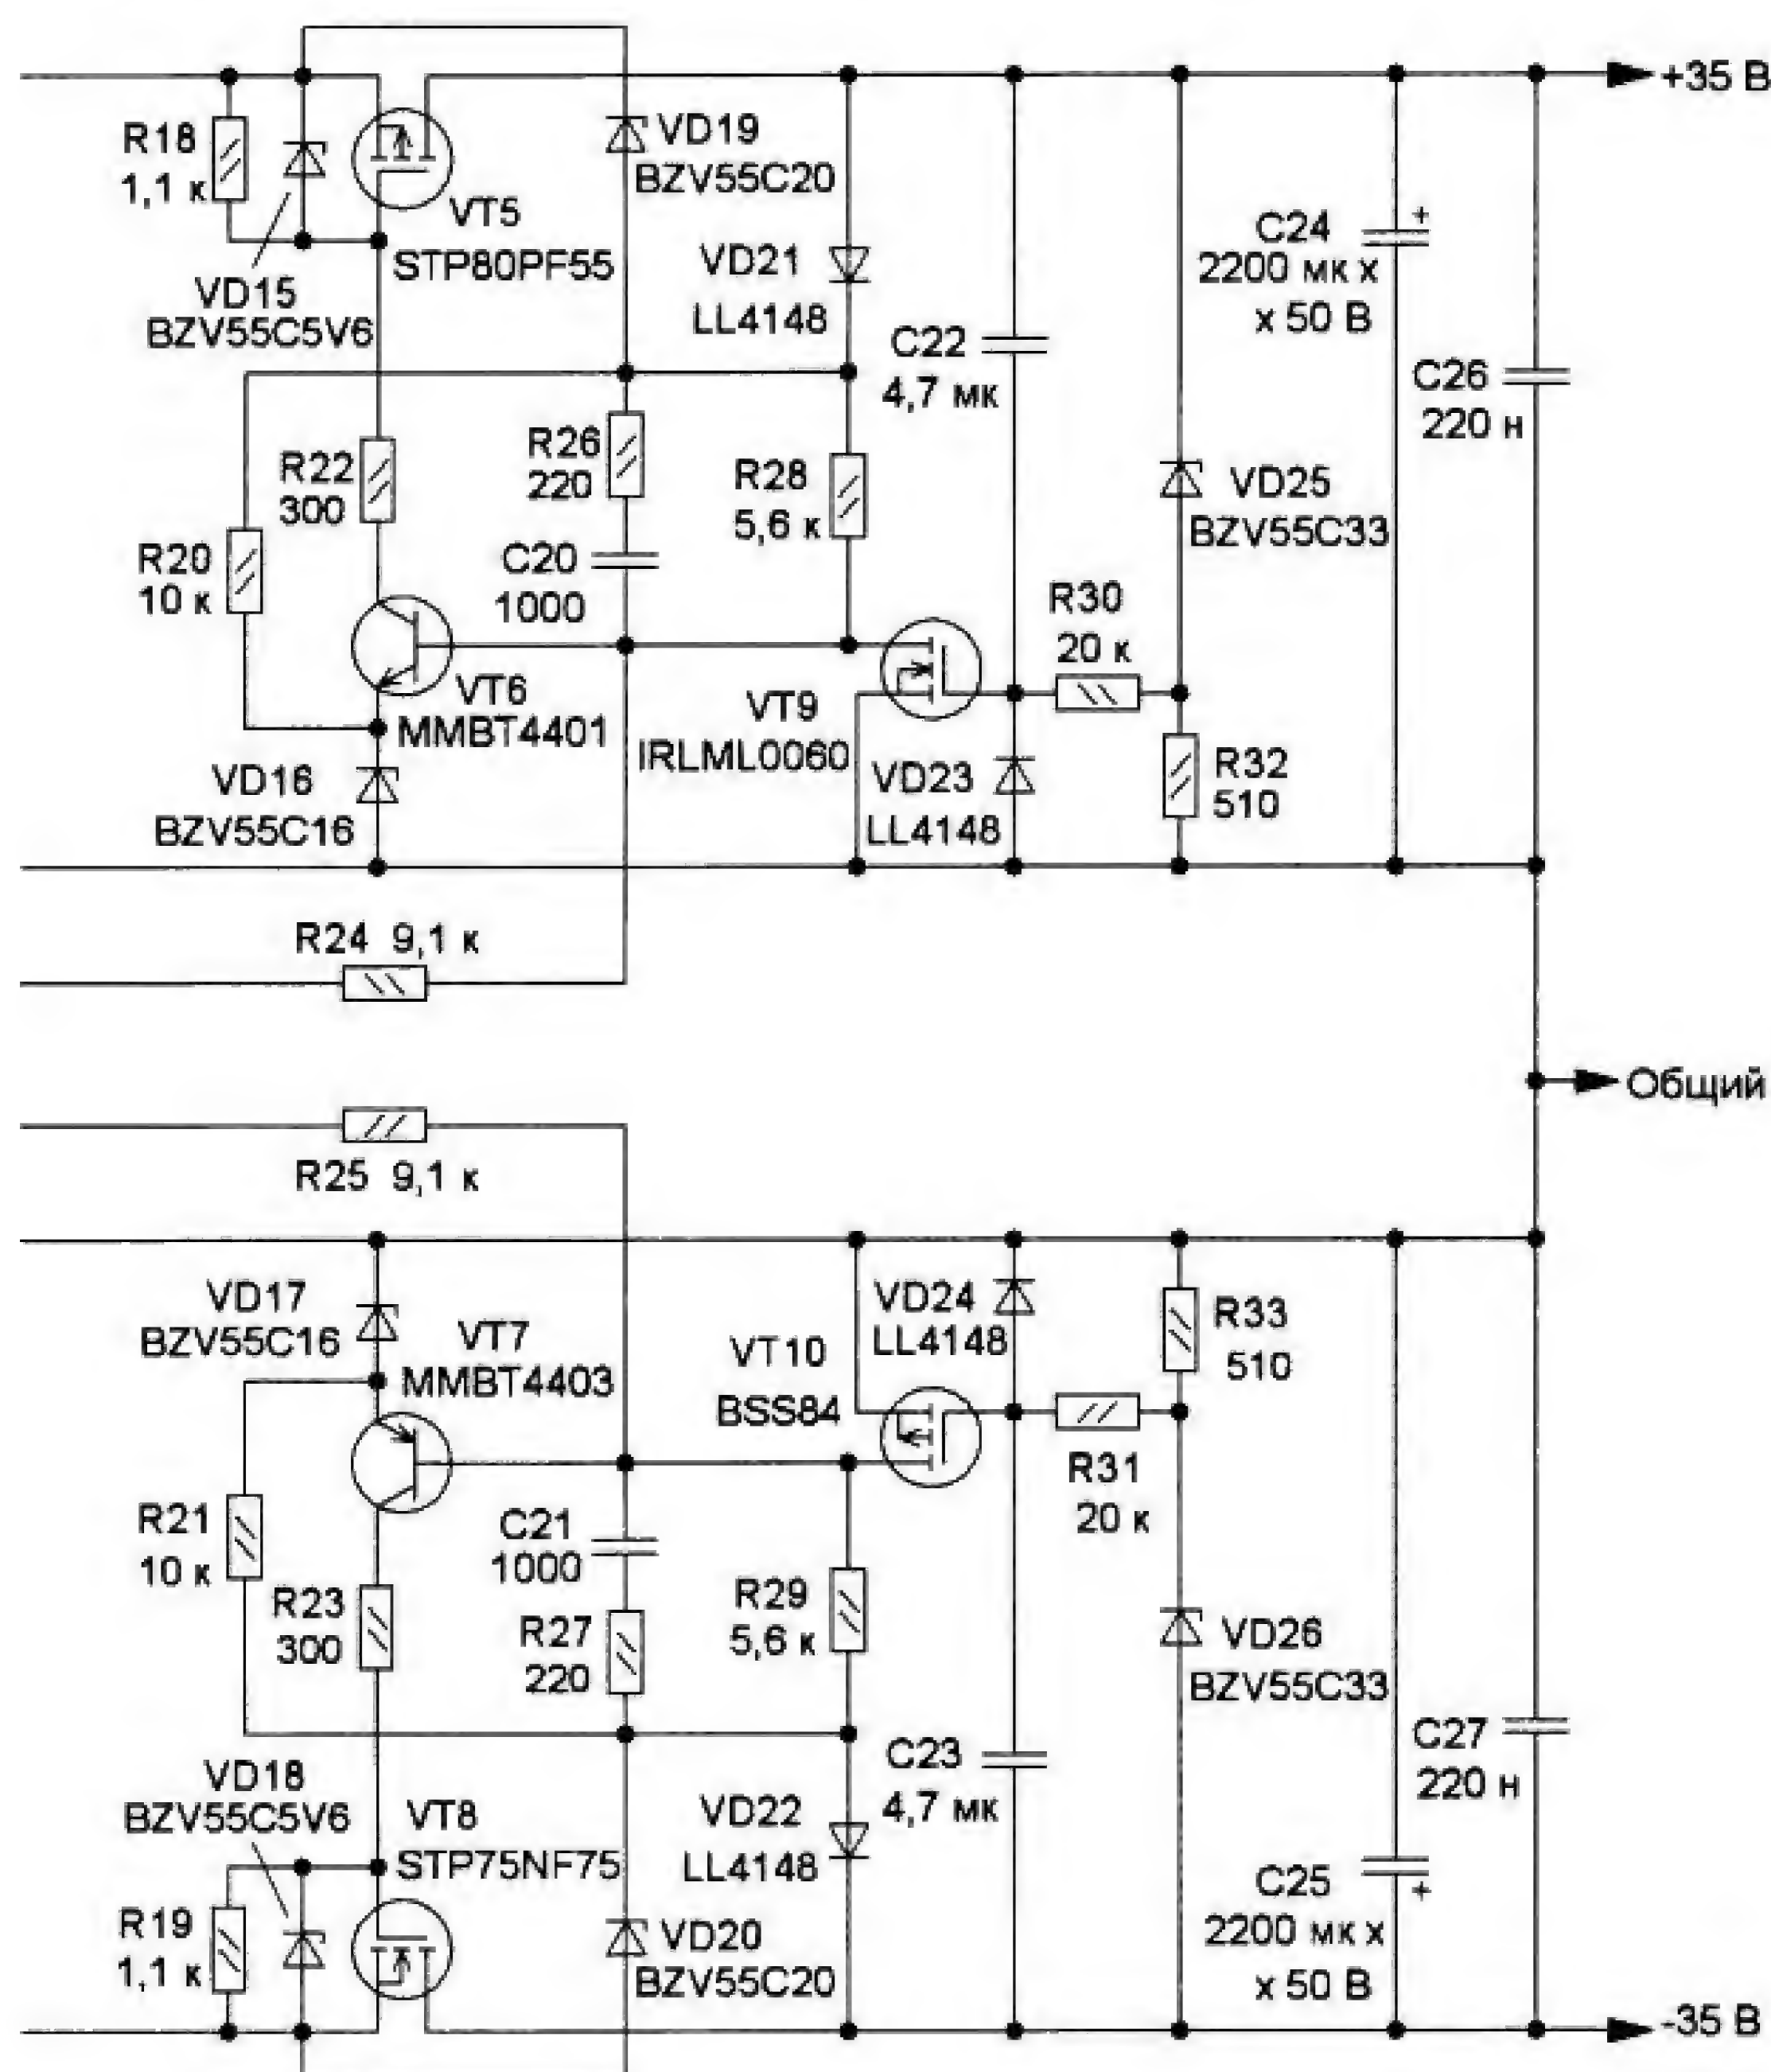 +35 В
R18
1,1 к
VD15
BZV55C5V6
VT5
STP80PF55
VD19
BZV55C20
VD21
LL4148
C22
4,7 мк
C24
2200 мк х
х 50 В
C26
220 н
R20
10 к
R22
300
R26
220
C20
1000
R28
5,6 к
VD25
BZV55C33
R30
20 к
VT6
MMBT4401
VD16
BZV55C16
VT9
IRLML0060
VD23
LL4148
R32
510
R24 9,1 к
Общий
R25 9,1 к
VD17
BZV55C16
VT7
MMBT4403
VT10
BSS84
VD24
LL4148
R33
510
R31
20 к
R21
10 к
R23
300
C21
1000
R27
220
R29
5,6 к
VD26
BZV55C33
C27
220 н
VD18
BZV55C5V6
VT8
STP75NF75
VD22
LL4148
C23
4,7 мк
R19
1,1 к
VD20
BZV55C20
C25
2200 мк х
х 50 В
-35 В
+
+